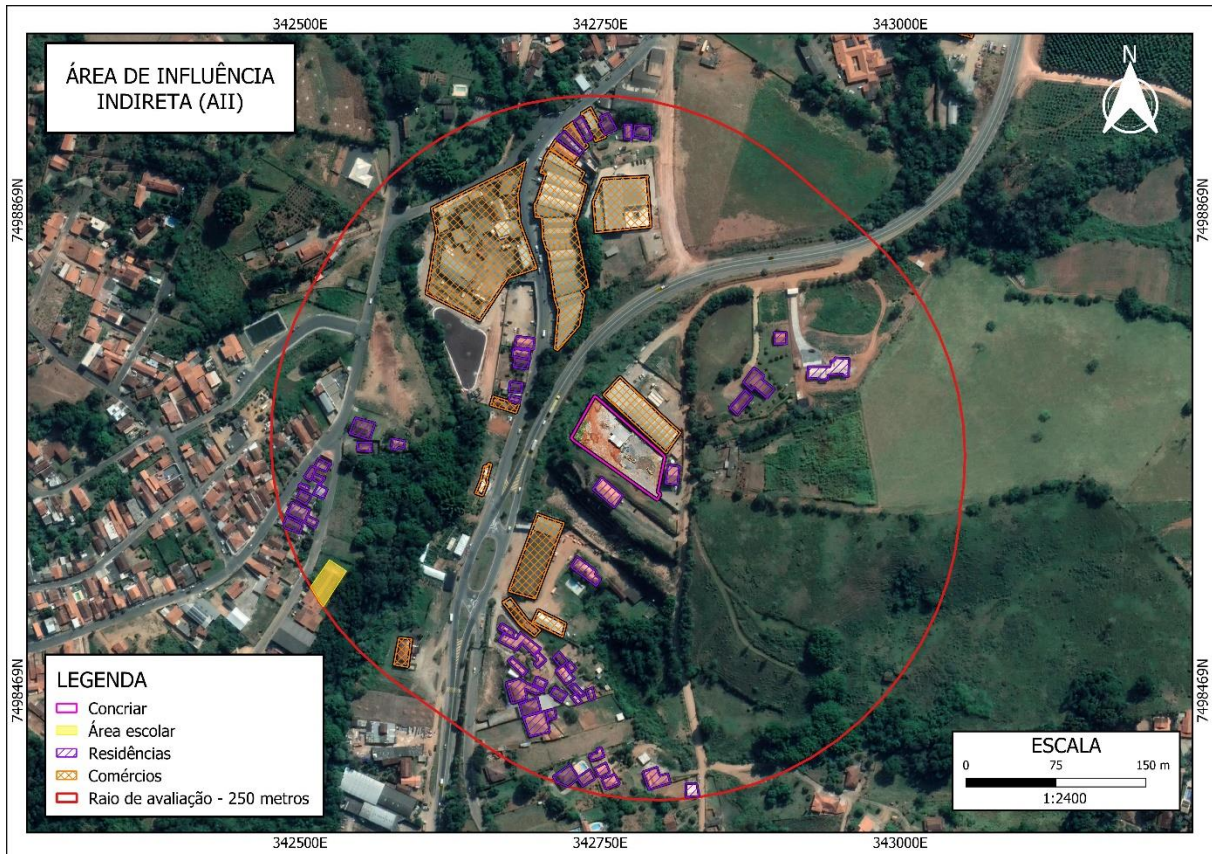 342500E
342750E
343000E
ÁREA DE INFLUÊNCIA
INDIRETA (AII)
N
7498869N
7498869N
7498469N
7498469N
LEGENDA
Concriar
Área escolar
Residências
Comércios
Raio de avaliação - 250 metros
ESCALA
0 75 150 m
1:2400
342500E
342750E
343000E